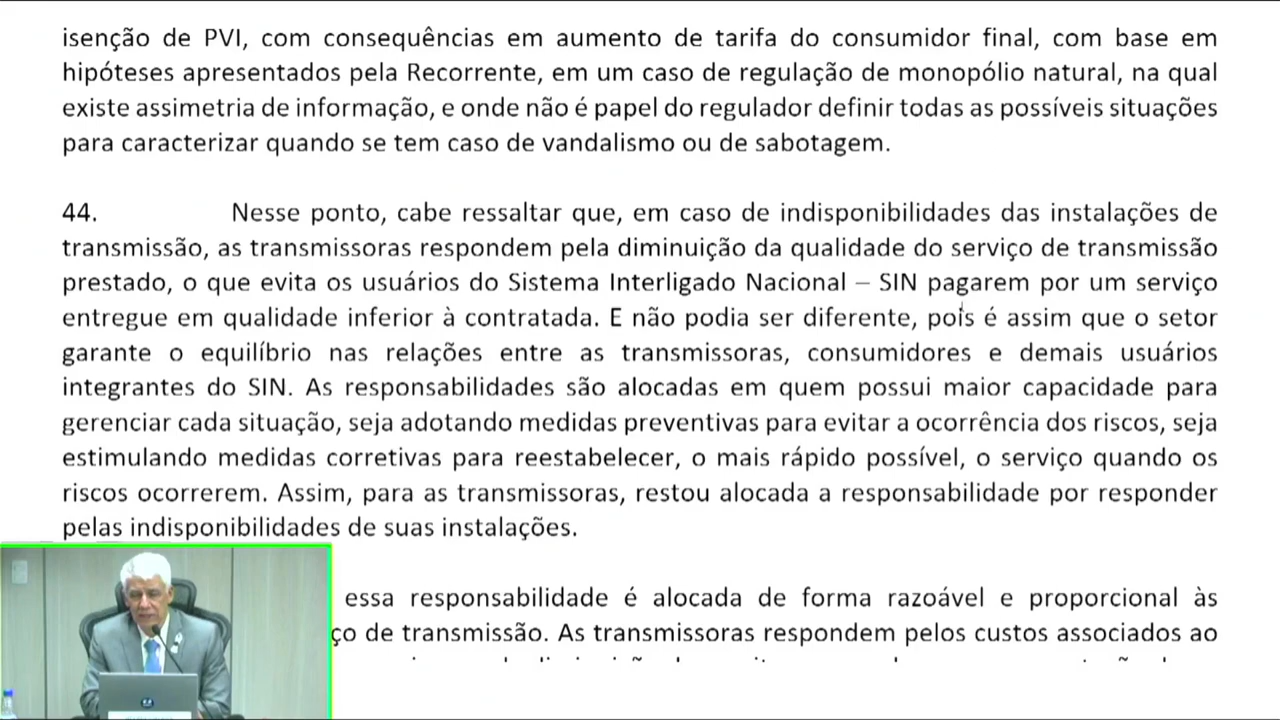 isenção de PVI, com consequências em aumento de tarifa do consumidor final, com base em
hipóteses apresentados pela Recorrente, em um caso de regulação de monopólio natural, na qual
existe assimetria de informação, e onde não é papel do regulador definir todas as possíveis situações
para caracterizar quando se tem caso de vandalismo ou de sabotagem.
44. Nesse ponto, cabe ressaltar que, em caso de indisponibilidades das instalações de
transmissão, as transmissoras respondem pela diminuição da qualidade do serviço de transmissão
prestado, o que evita os usuários do Sistema Interligado Nacional – SIN pagarem por um serviço
entregue em qualidade inferior à contratada. E não podia ser diferente, pois é assim que o setor
garante o equilíbrio nas relações entre as transmissoras, consumidores e demais usuários
integrantes do SIN. As responsabilidades são alocadas em quem possui maior capacidade para
gerenciar cada situação, seja adotando medidas preventivas para evitar a ocorrência dos riscos, seja
estimulando medidas corretivas para reestabelecer, o mais rápido possível, o serviço quando os
riscos ocorrerem. Assim, para as transmissoras, restou alocada a responsabilidade por responder
pelas indisponibilidades de suas instalações.
essa responsabilidade é alocada de forma razoável e proporcional às
ço de transmissão. As transmissoras respondem pelos custos associados ao